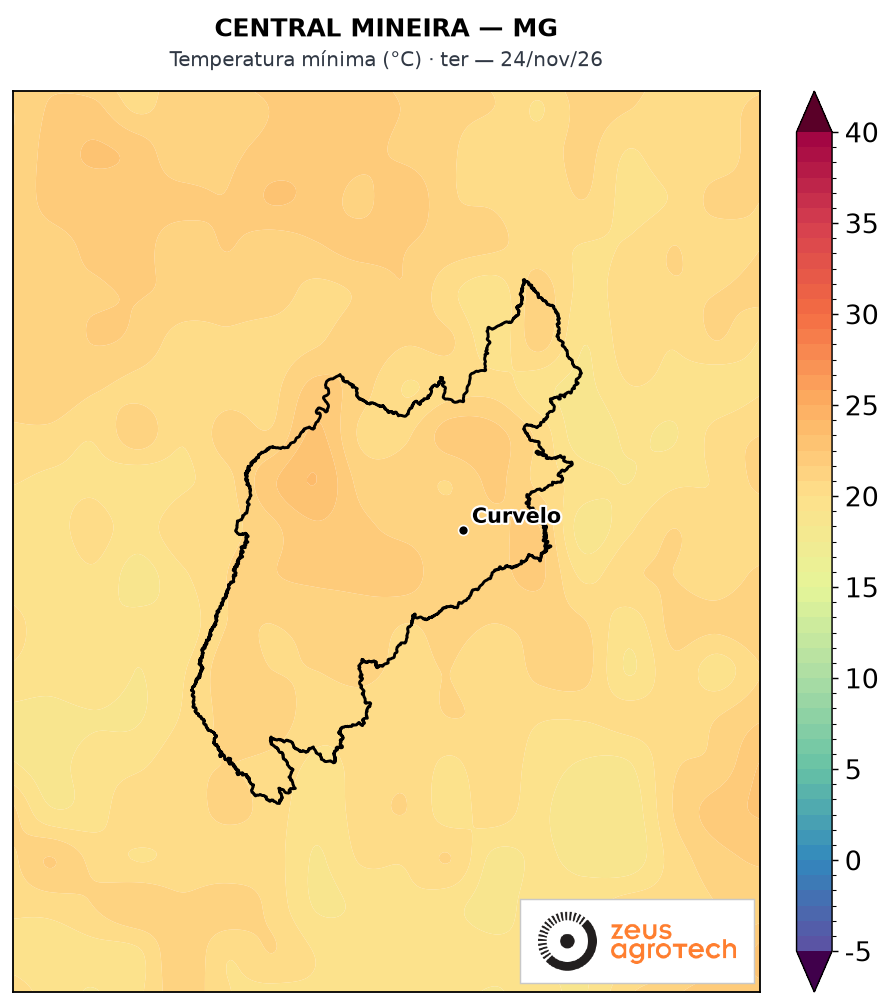 CENTRAL MINEIRA — MG
Temperatura mínima (°C) · ter — 24/nov/26
40
35
30
25
20
15
10
5
0
-5
Curvelo
zeus
agrotech